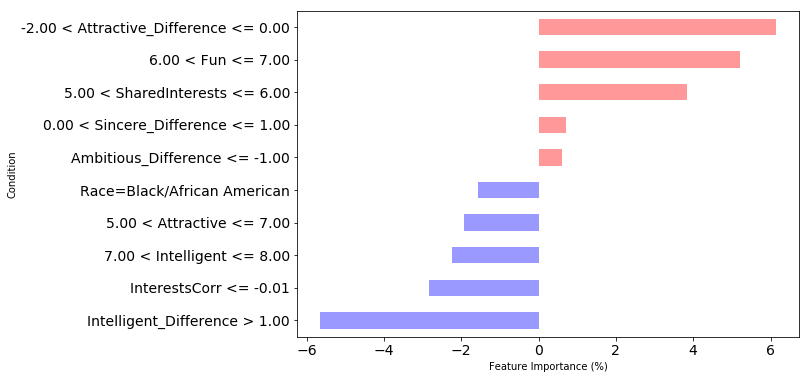 -2.00 < Attractive_Difference <= 0.00
6.00 < Fun <= 7.00
5.00 < SharedInterests <= 6.00
0.00 < Sincere_Difference <= 1.00
Ambitious_Difference <= -1.00
Race=Black/African American
5.00 < Attractive <= 7.00
7.00 < Intelligent <= 8.00
InterestsCorr <= -0.01
Intelligent_Difference > 1.00
Condition
−6 −4 −2 0 2 4 6
Feature Importance (%)